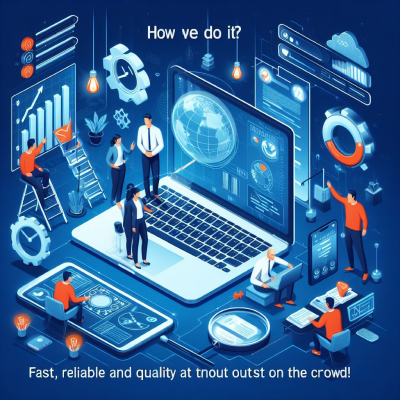 How ve do it?
Fast, reliable and quality at tnout outst on the crowd!